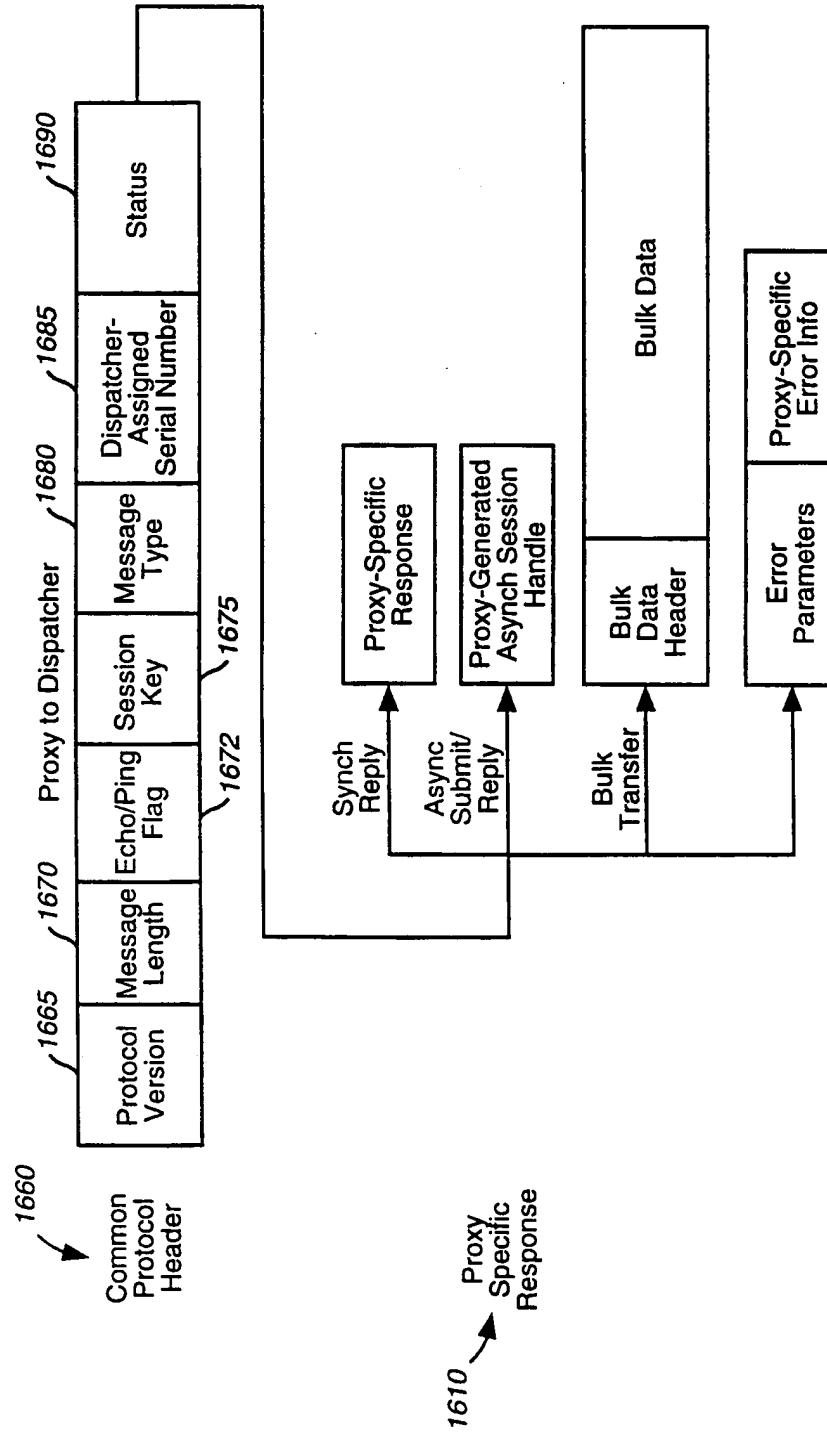 Proxy to Dispatcher
1660
Common
Protocol
Header
1665
Protocol
Version
1670
Message
Length
Echo/Ping
Flag
1672
Session
Key
1675
1680
Message
Type
1685
Dispatcher-
Assigned
Serial Number
1690
Status
1610
Proxy
Specific
Response
Synch
Reply
Proxy-Specific
Response
Async
Submit/
Reply
Proxy-Generated
Asynch Session
Handle
Bulk
Transfer
Bulk
Data
Header
Bulk Data
Error
Parameters
Proxy-Specific
Error Info